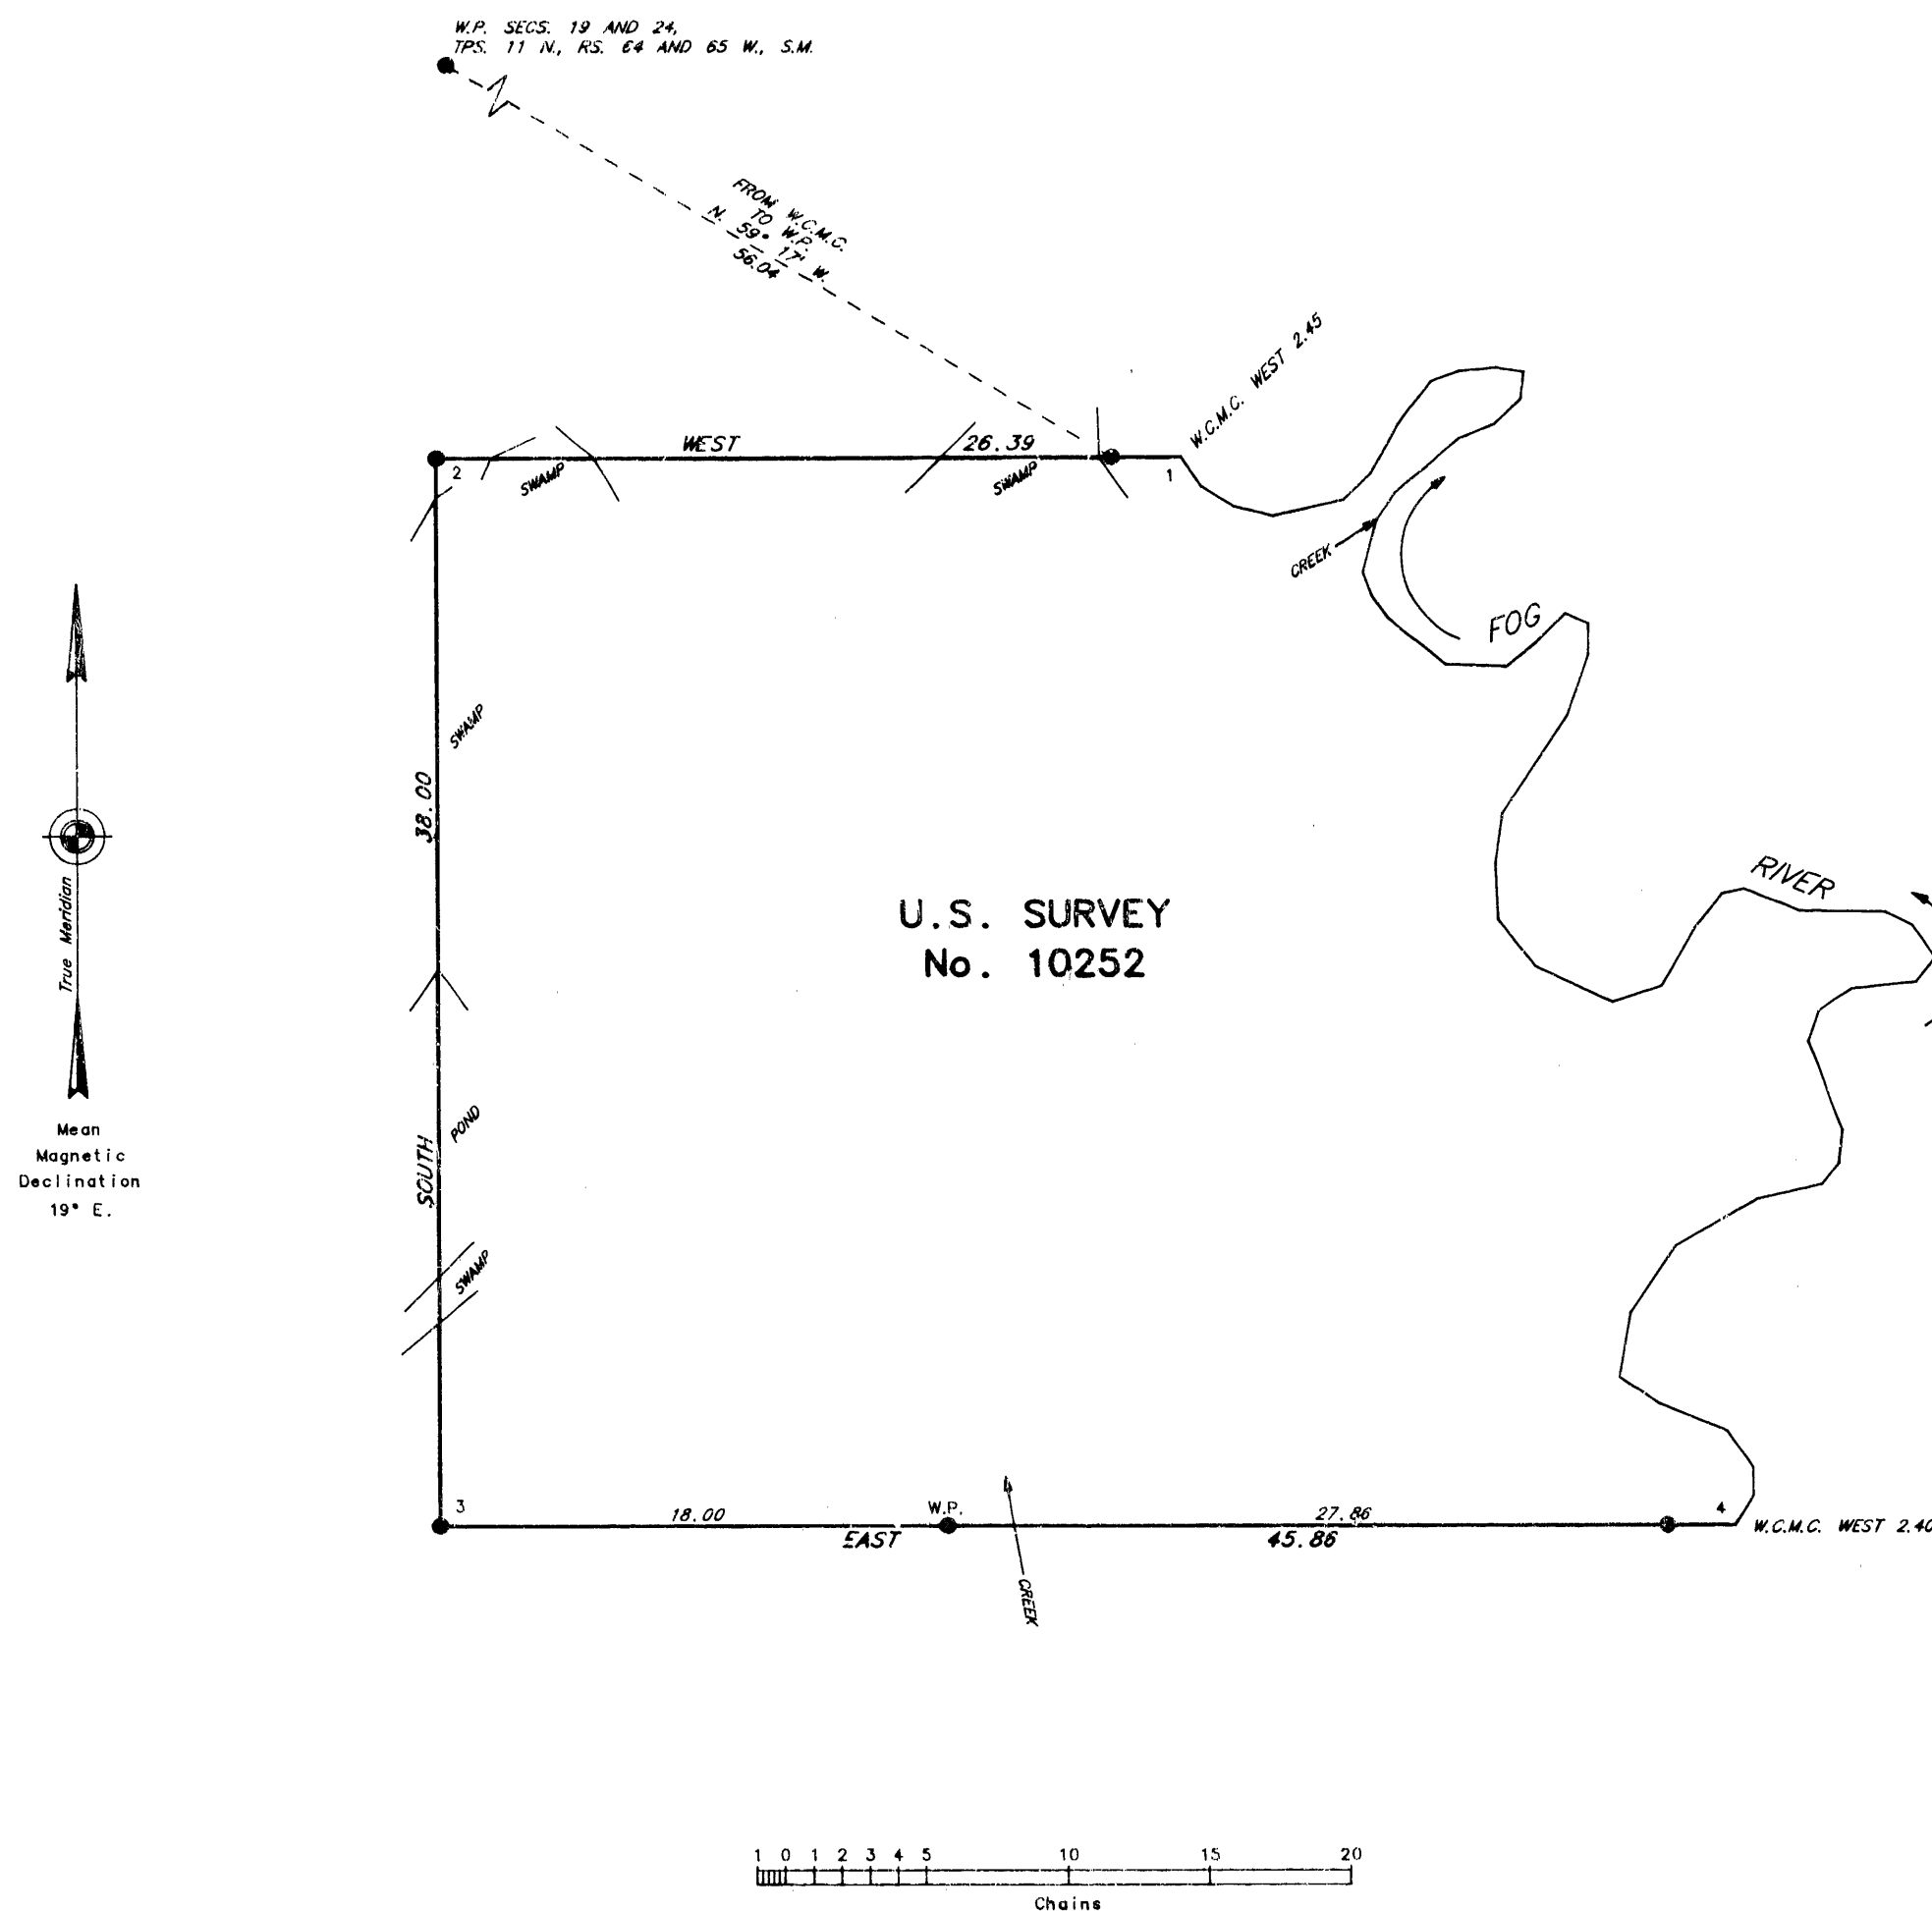 W.P. SECS. 19 AND 24,
TPS. 11 N., RS. 64 AND 65 W., S.M.
FROM W.C.M.C.
TO W.P.
N. 59° 17' W.
56.04
W.C.M.C. WEST 2.45
WEST
26.39
2
SWAMP
SWAMP
1
CREEK
FOG
SWAMP
38.00
RIVER
True Meridian
U.S. SURVEY
No. 10252
POND
SOUTH
Mean
Magnetic
Declination
19° E.
SWAMP
3
18.00
W.P.
27.86
4
EAST
45.86
W.C.M.C. WEST 2.40
CREEK
1 0 1 2 3 4 5 10 15 20
Chains